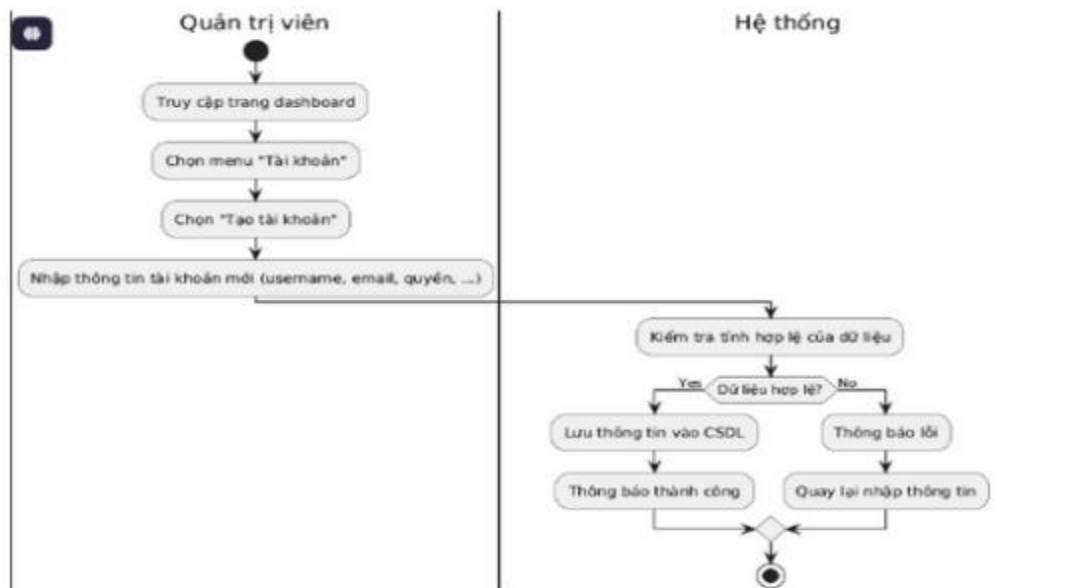 Quản trị viên
Hệ thống
Truy cập trang dashboard
Chọn menu "Tài khoản"
Chọn "Tạo tài khoản"
Nhập thông tin tài khoản mới (username, email, quyền, ...)
Kiểm tra tính hợp lệ của dữ liệu
Yes
Dữ liệu hợp lệ?
No
Lưu thông tin vào CSDL
Thông báo lỗi
Thông báo thành công
Quay lại nhập thông tin